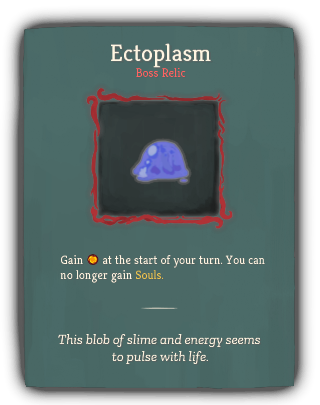 Ectoplasm
Boss Relic
Gain at the start of your turn. You can
no longer gain Souls.
This blob of slime and energy seems
to pulse with life.